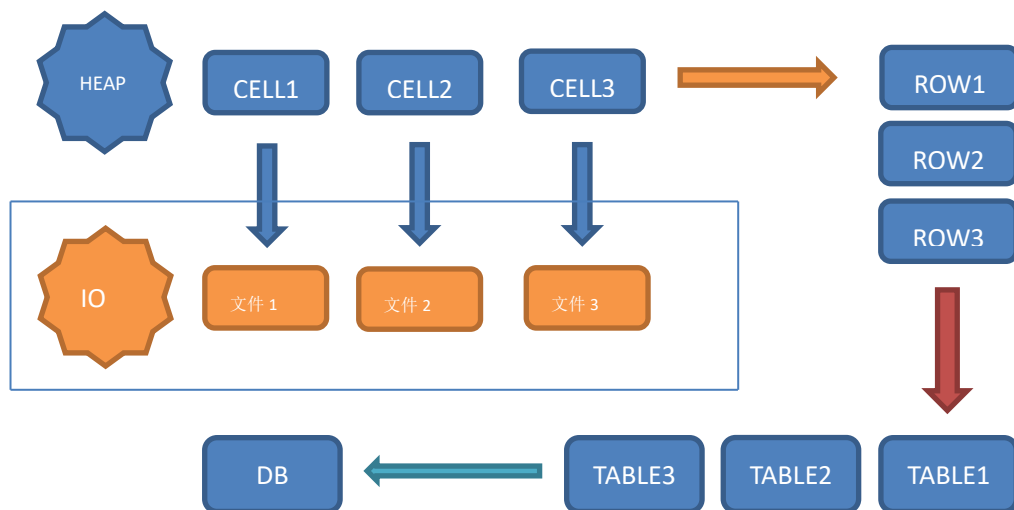 HEAP
CELL1
CELL2
CELL3
ROW1
ROW2
ROW3
IO
文件 1
文件 2
文件 3
DB
TABLE3
TABLE2
TABLE1